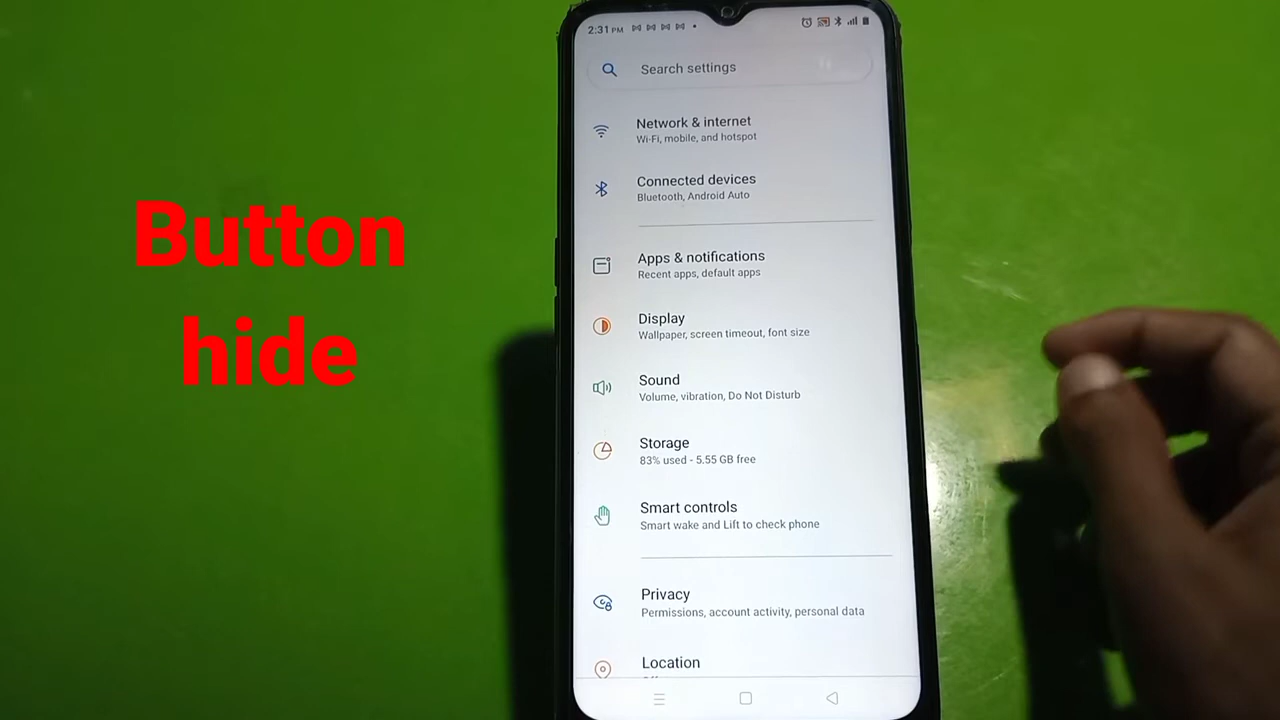 Button
hide
2:31 PM
Search settings
Network & internet
Wi-Fi, mobile, and hotspot
Connected devices
Bluetooth, Android Auto
Apps & notifications
Recent apps, default apps
Display
Wallpaper, screen timeout, font size
Sound
Volume, vibration, Do Not Disturb
Storage
83% used - 5.55 GB free
Smart controls
Smart wake and Lift to check phone
Privacy
Permissions, account activity, personal data
Location